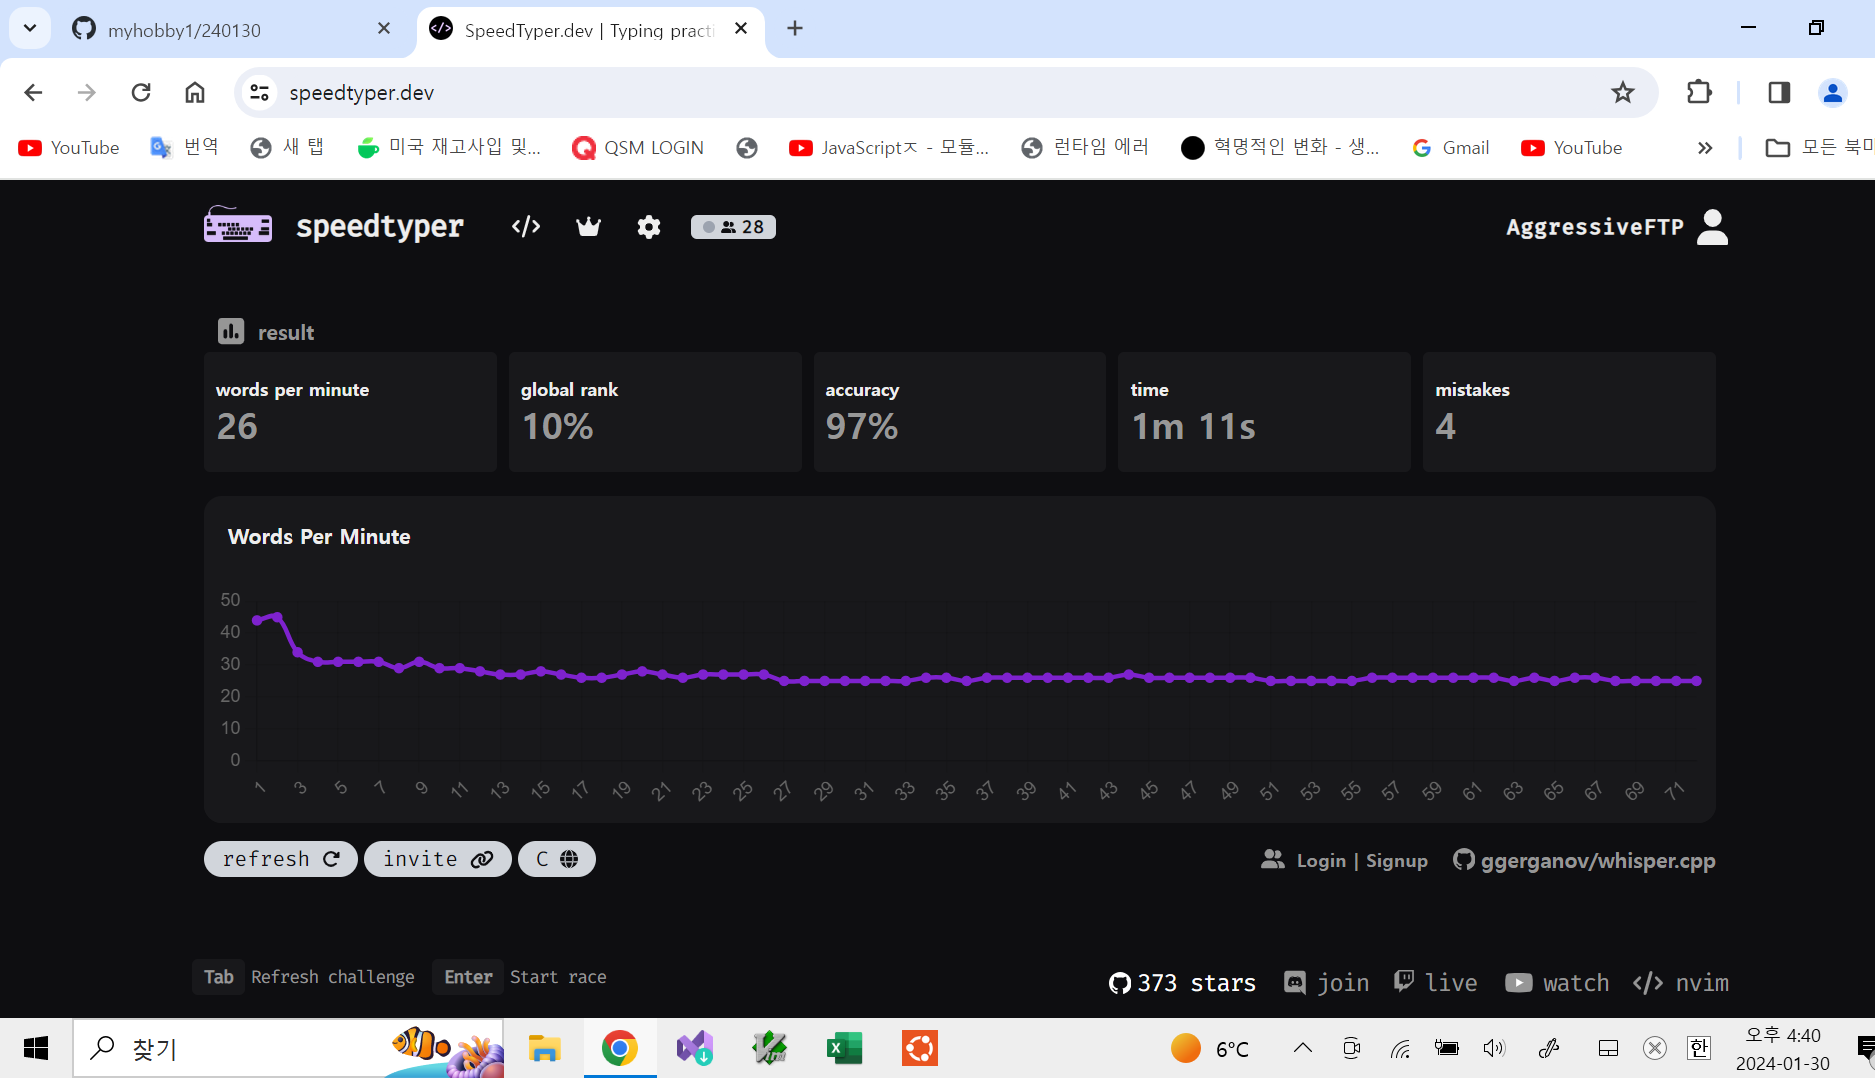 myhobby1/240130
SpeedTyper.dev | Typing practi
speedtyper.dev
YouTube 번역 새 탭 미국 재고사입 및... QSM LOGIN JavaScriptㅈ - 모듈... 런타임 에러 혁명적인 변화 - 생... Gmail YouTube » 모든 북마
speedtyper </> 28 AggressiveFTP
result
words per minute global rank accuracy time mistakes
26 10% 97% 1m 11s 4
Words Per Minute
50
40
30
20
10
0
1 3 5 7 9 11 13 15 17 19 21 23 25 27 29 31 33 35 37 39 41 43 45 47 49 51 53 55 57 59 61 63 65 67 69 71
refresh invite C Login | Signup ggerganov/whisper.cpp
Tab Refresh challenge Enter Start race
373 stars join live watch </> nvim
찾기 6°C 한 오후 4:40
2024-01-30